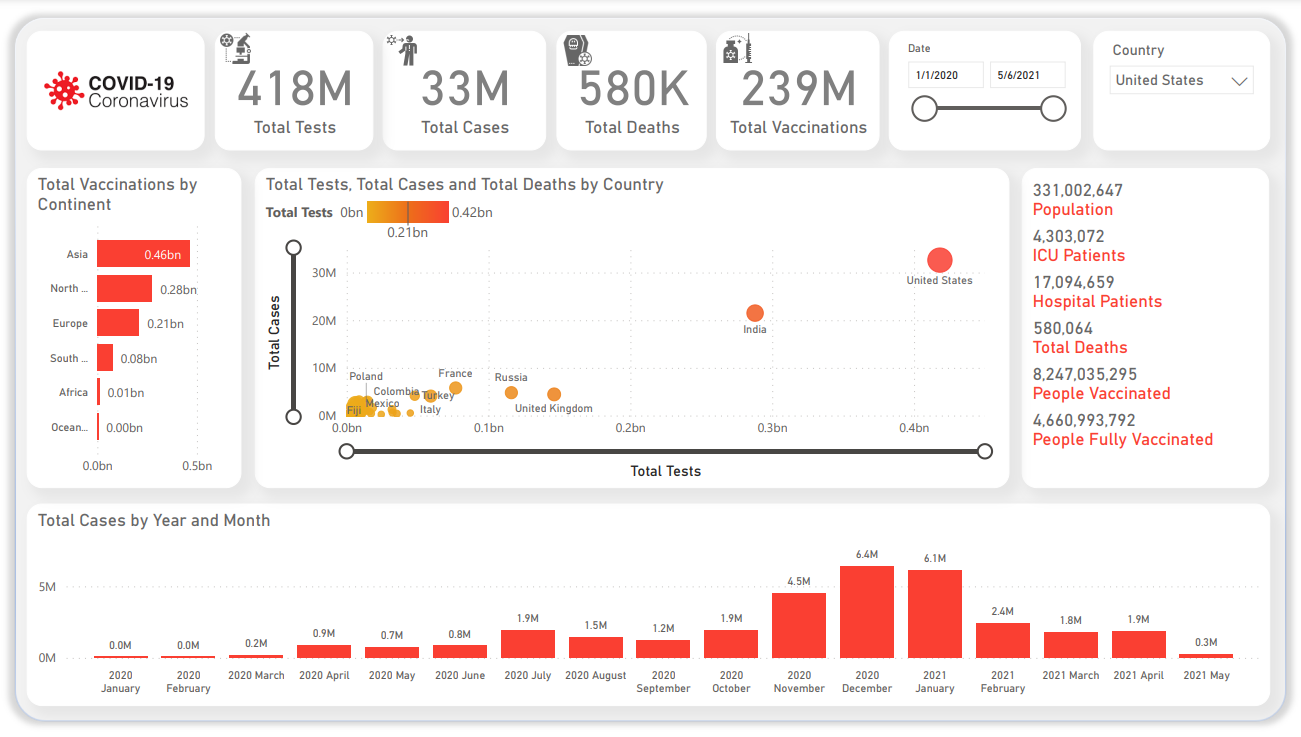 COVID-19
Coronavirus
418M
Total Tests
33M
Total Cases
580K
Total Deaths
239M
Total Vaccinations
Date
1/1/2020 5/6/2021
Country
United States
Total Vaccinations by
Continent
Asia 0.46bn
North ... 0.28bn
Europe 0.21bn
South ... 0.08bn
Africa 0.01bn
Ocean... 0.00bn
0.0bn 0.5bn
Total Tests, Total Cases and Total Deaths by Country
Total Tests 0bn 0.42bn
0.21bn
Total Cases
30M
20M
10M
0M
United States
India
France
Russia
Poland
Colombia
Turkey
Mexico
Fiji
Italy
United Kingdom
0.0bn 0.1bn 0.2bn 0.3bn 0.4bn
Total Tests
331,002,647
Population
4,303,072
ICU Patients
17,094,659
Hospital Patients
580,064
Total Deaths
8,247,035,295
People Vaccinated
4,660,993,792
People Fully Vaccinated
Total Cases by Year and Month
5M
0M
0.0M 0.0M 0.2M 0.9M 0.7M 0.8M 1.9M 1.5M 1.2M 1.9M 4.5M 6.4M 6.1M 2.4M 1.8M 1.9M 0.3M
2020 January
2020 February
2020 March
2020 April
2020 May
2020 June
2020 July
2020 August
2020 September
2020 October
2020 November
2020 December
2021 January
2021 February
2021 March
2021 April
2021 May